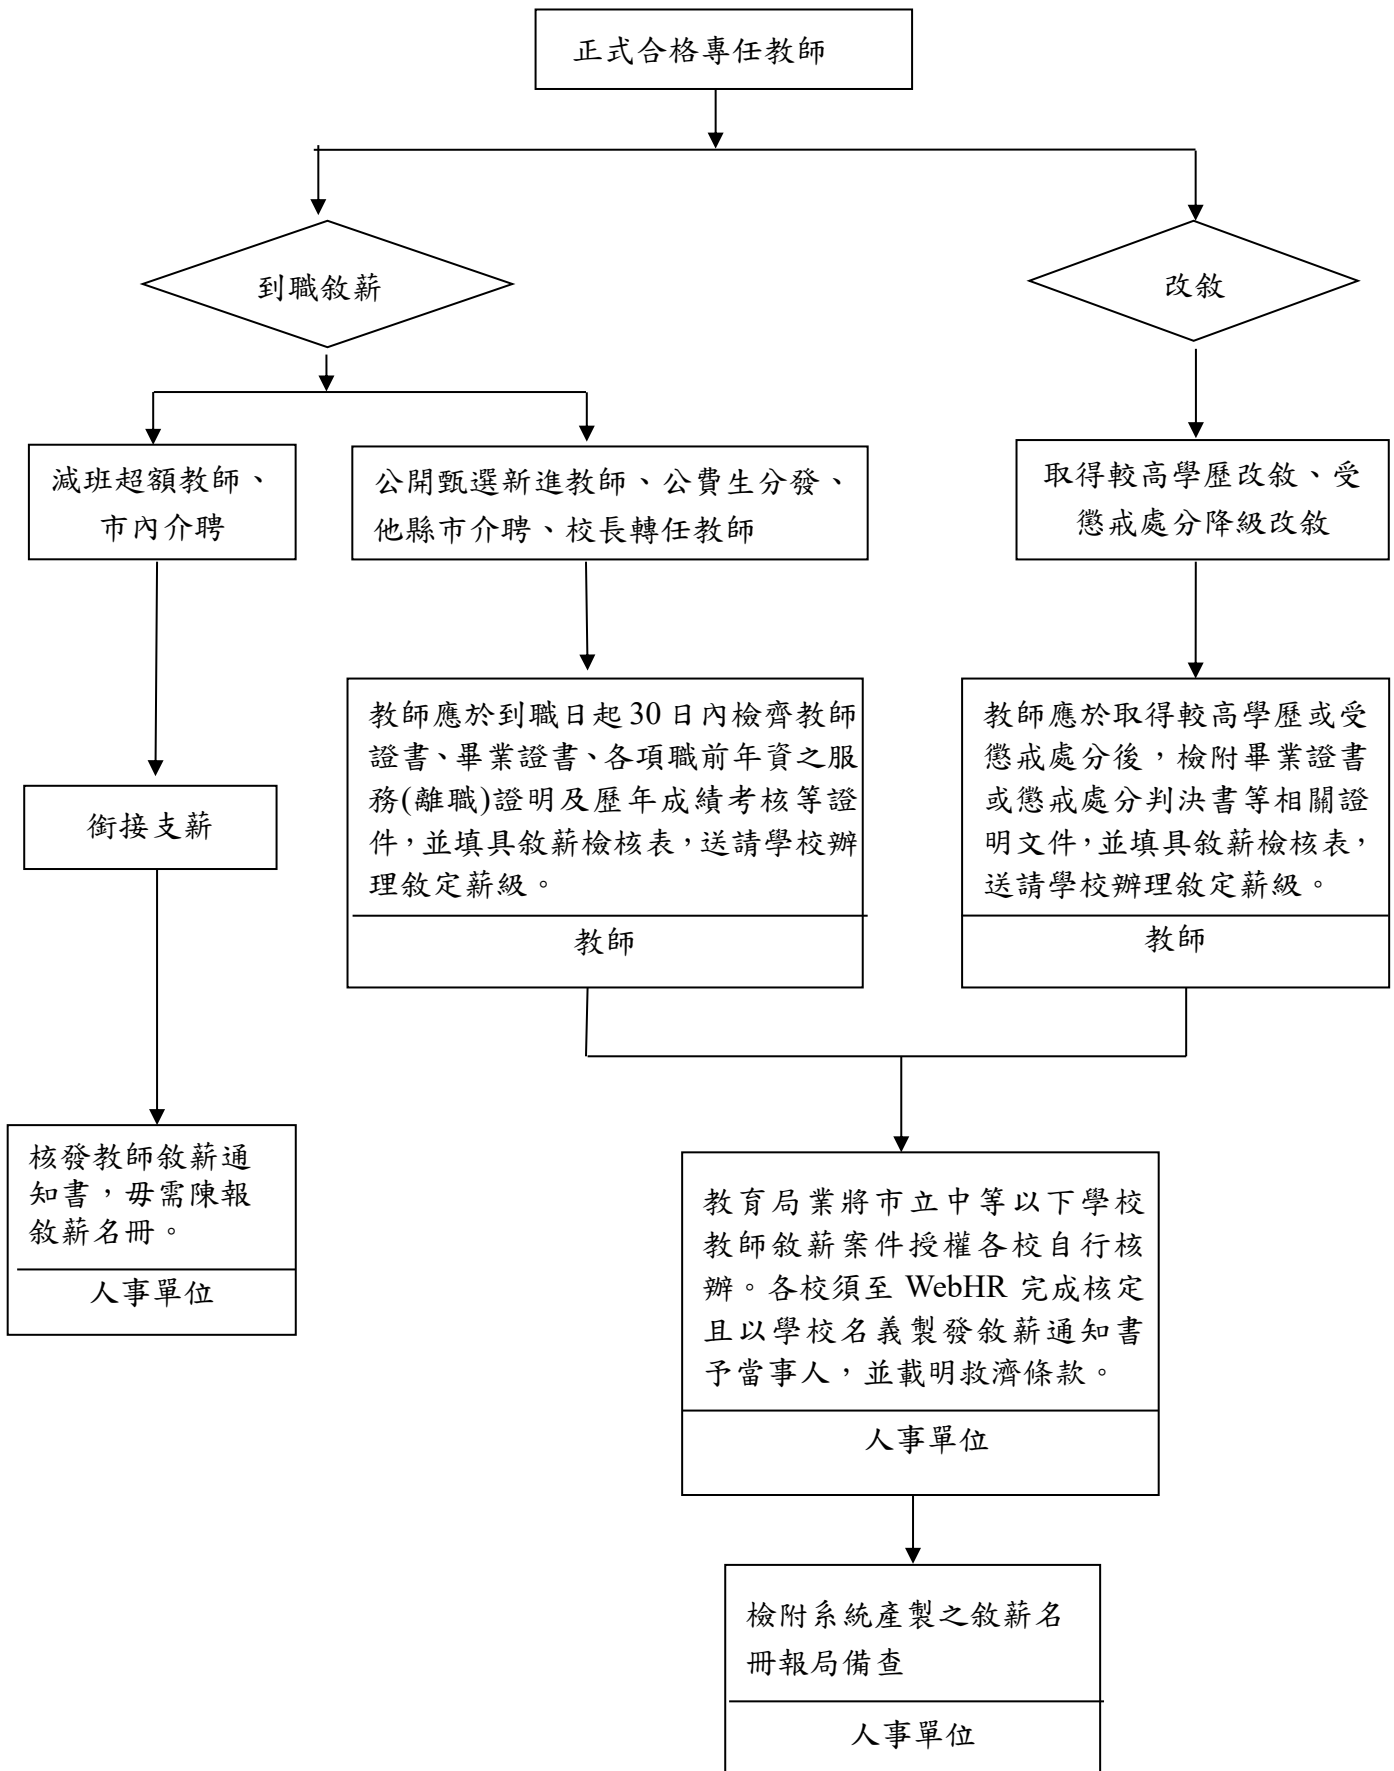 正式合格專任教師
到職敘薪
改敘
減班超額教師、
市內介聘
公開甄選新進教師、公費生分發、
他縣市介聘、校長轉任教師
取得較高學歷改敘、受
懲戒處分降級改敘
教師應於到職日起 30 日內檢齊教師
證書、畢業證書、各項職前年資之服
務(離職)證明及歷年成績考核等證
件，並填具敘薪檢核表，送請學校辦
理敘定薪級。
教師
教師應於取得較高學歷或受
懲戒處分後，檢附畢業證書
或懲戒處分判決書等相關證
明文件，並填具敘薪檢核表，
送請學校辦理敘定薪級。
教師
銜接支薪
核發教師敘薪通
知書，毋需陳報
敘薪名冊。
人事單位
教育局業將市立中等以下學校
教師敘薪案件授權各校自行核
辦。各校須至 WebHR 完成核定
且以學校名義製發敘薪通知書
予當事人，並載明救濟條款。
人事單位
檢附系統產製之敘薪名
冊報局備查
人事單位